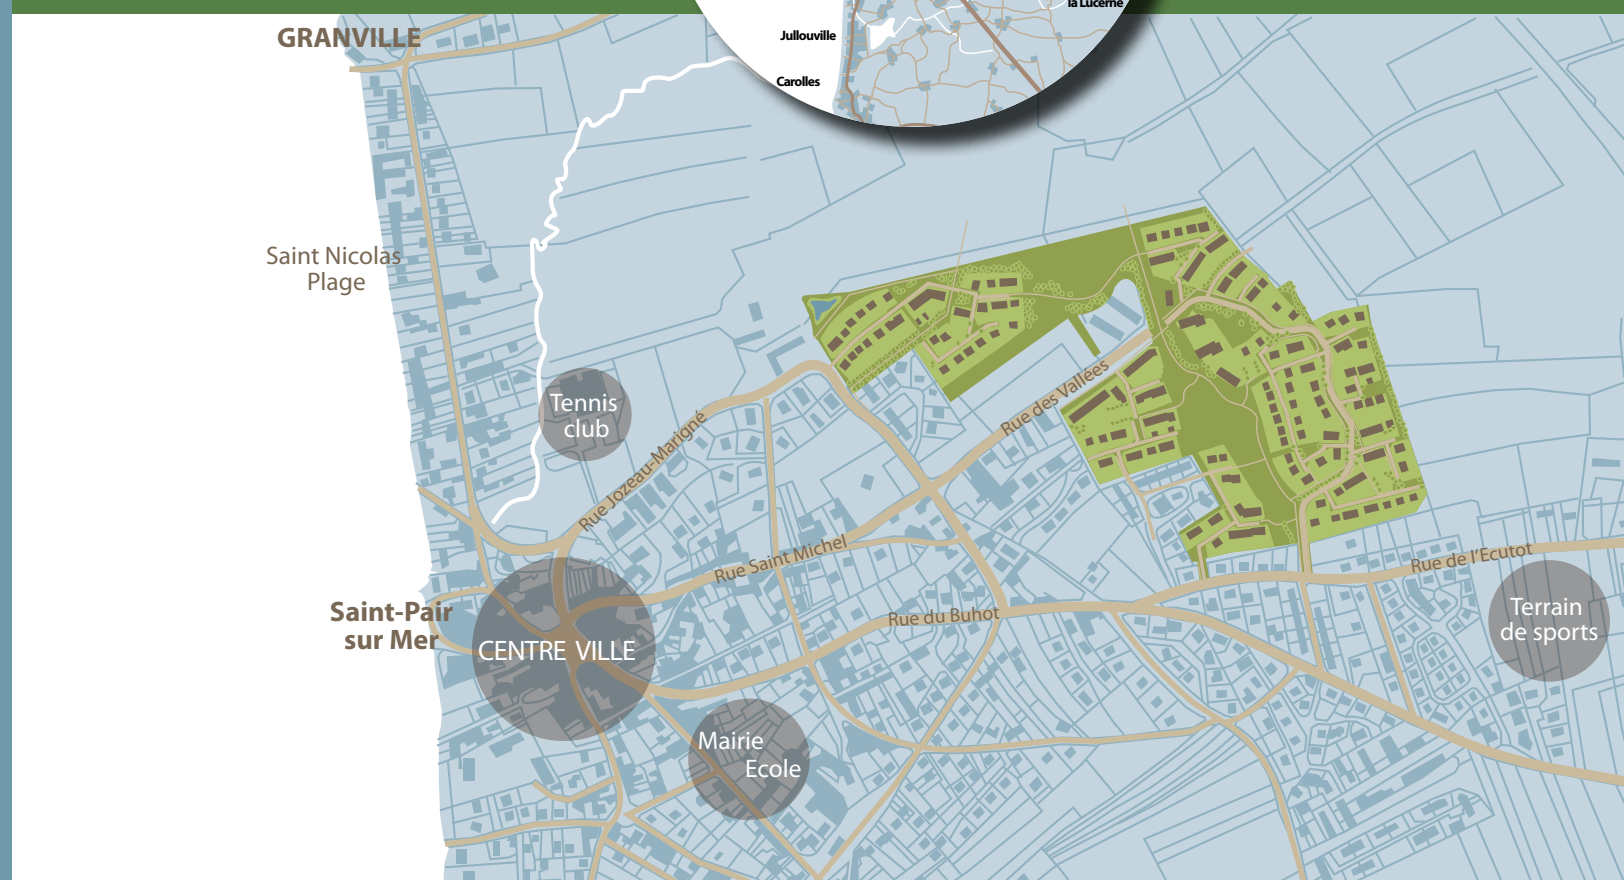 la Lucerne
Jullouville
Carolles
GRANVILLE
Saint Nicolas
Plage
Tennis
club
Rue Jozeau-Marigné
Rue des Vallées
Rue Saint Michel
Rue du Buhot
Rue de l'Ecutot
Saint-Pair
sur Mer
CENTRE VILLE
Terrain
de sports
Mairie
Ecole